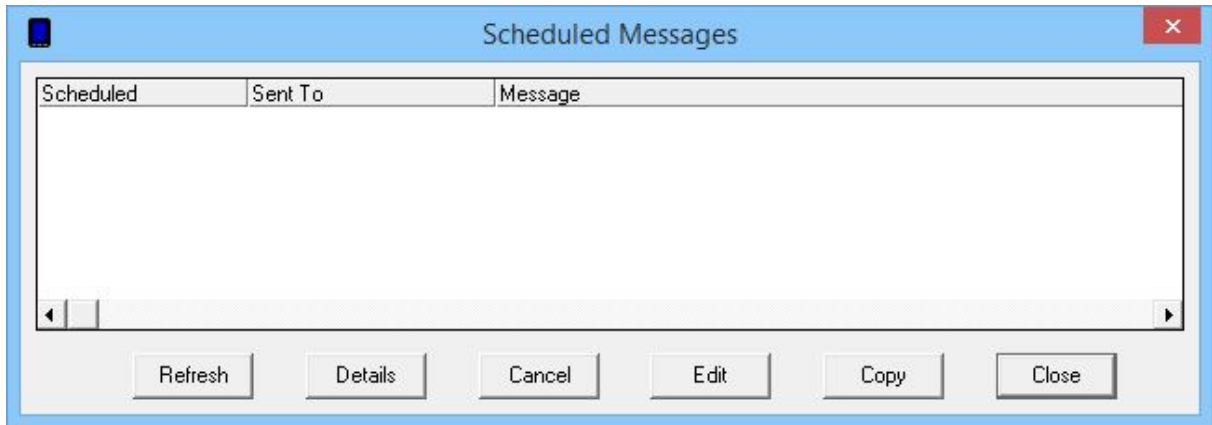 Scheduled Messages
Scheduled Sent To Message
Refresh Details Cancel Edit Copy Close